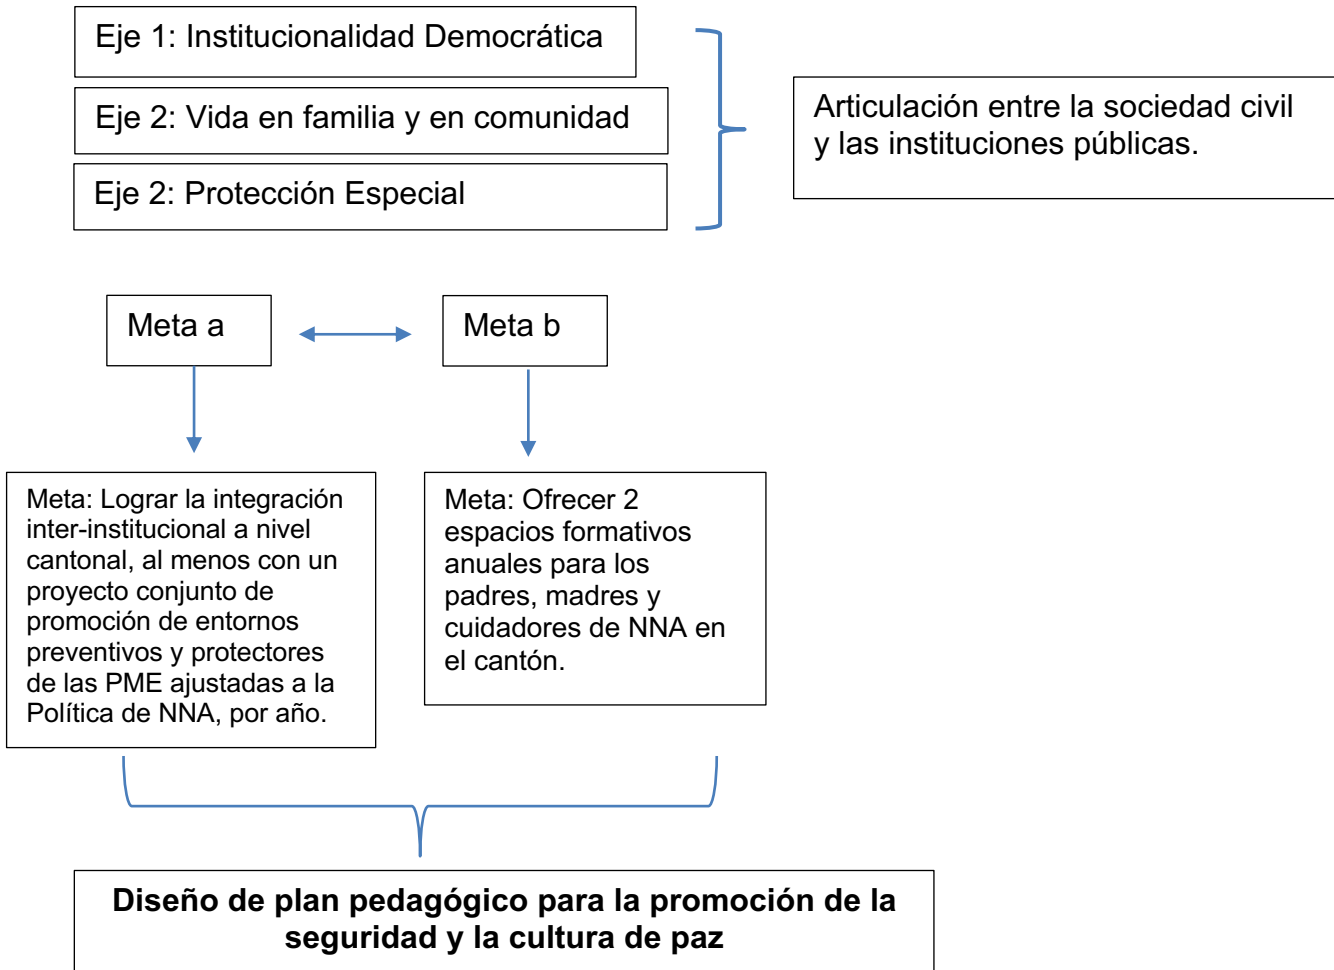 Eje 1: Institucionalidad Democrática
Eje 2: Vida en familia y en comunidad
Eje 2: Protección Especial
Articulación entre la sociedad civil
y las instituciones públicas.
Meta a
Meta b
Meta: Lograr la integración
inter-institucional a nivel
cantonal, al menos con un
proyecto conjunto de
promoción de entornos
preventivos y protectores
de las PME ajustadas a la
Política de NNA, por año.
Meta: Ofrecer 2
espacios formativos
anuales para los
padres, madres y
cuidadores de NNA en
el cantón.
Diseño de plan pedagógico para la promoción de la
seguridad y la cultura de paz